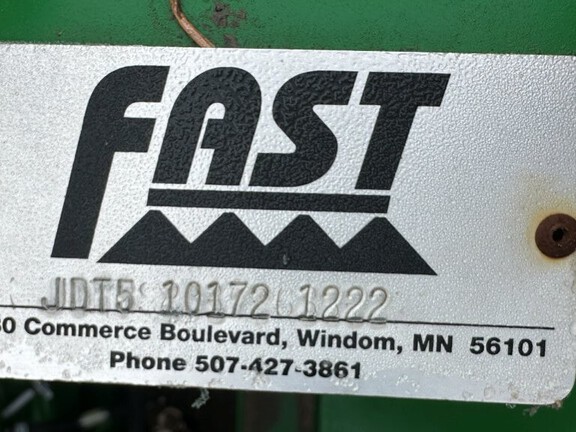 FAST
JDT5 10172 1222
0 Commerce Boulevard, Windom, MN 56101
Phone 507-427-3861